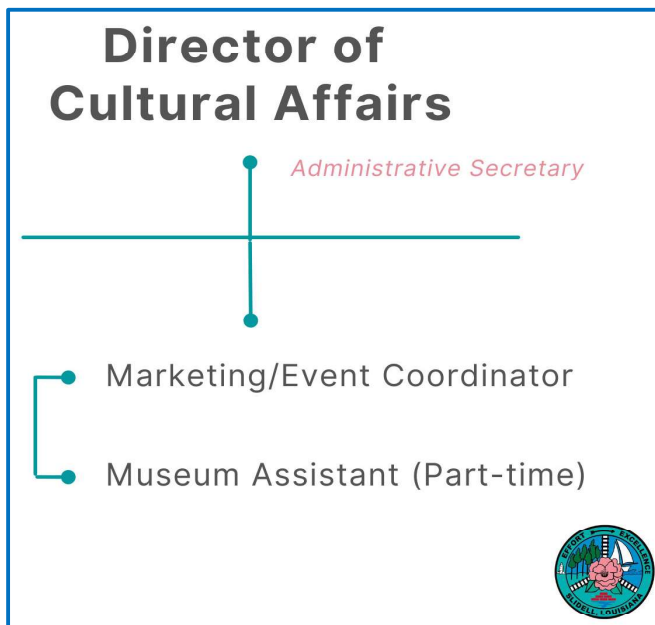 Director of
Cultural Affairs
Administrative Secretary
Marketing/Event Coordinator
Museum Assistant (Part-time)
EFFORT EXCELLENCE
SLIDELL, LOUISIANA